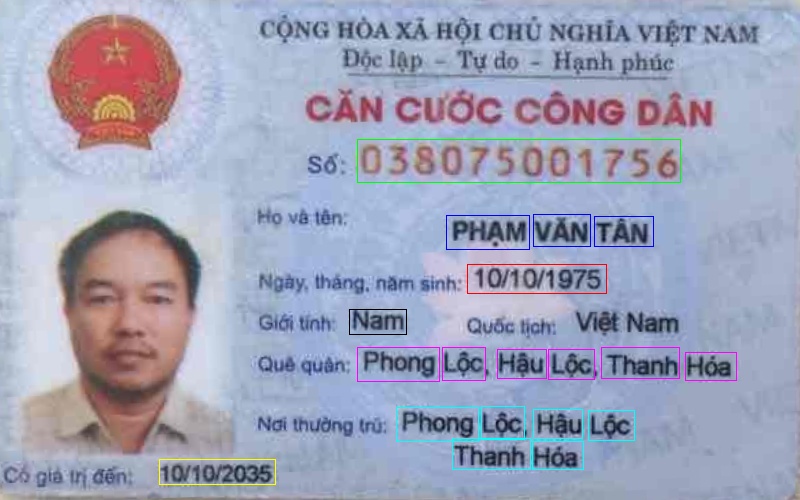 CỘNG HÒA XÃ HỘI CHỦ NGHĨA VIỆT NAM
Độc lập - Tự do - Hạnh phúc
CĂN CƯỚC CÔNG DÂN
Số: 038075001756
Họ và tên:
PHẠM VĂN TÂN
Ngày, tháng, năm sinh: 10/10/1975
Giới tính: Nam Quốc tịch: Việt Nam
Quê quán: Phong Lộc, Hậu Lộc, Thanh Hóa
Nơi thường trú: Phong Lộc, Hậu Lộc
Thanh Hóa
Có giá trị đến: 10/10/2035